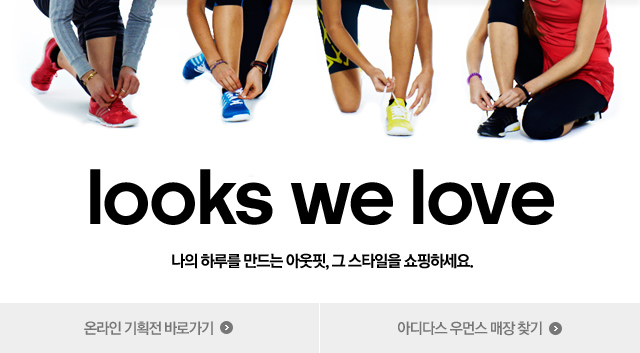 looks we love
나의 하루를 만드는 아웃핏, 그 스타일을 쇼핑하세요.
온라인 기획전 바로가기
아디다스 우먼스 매장 찾기